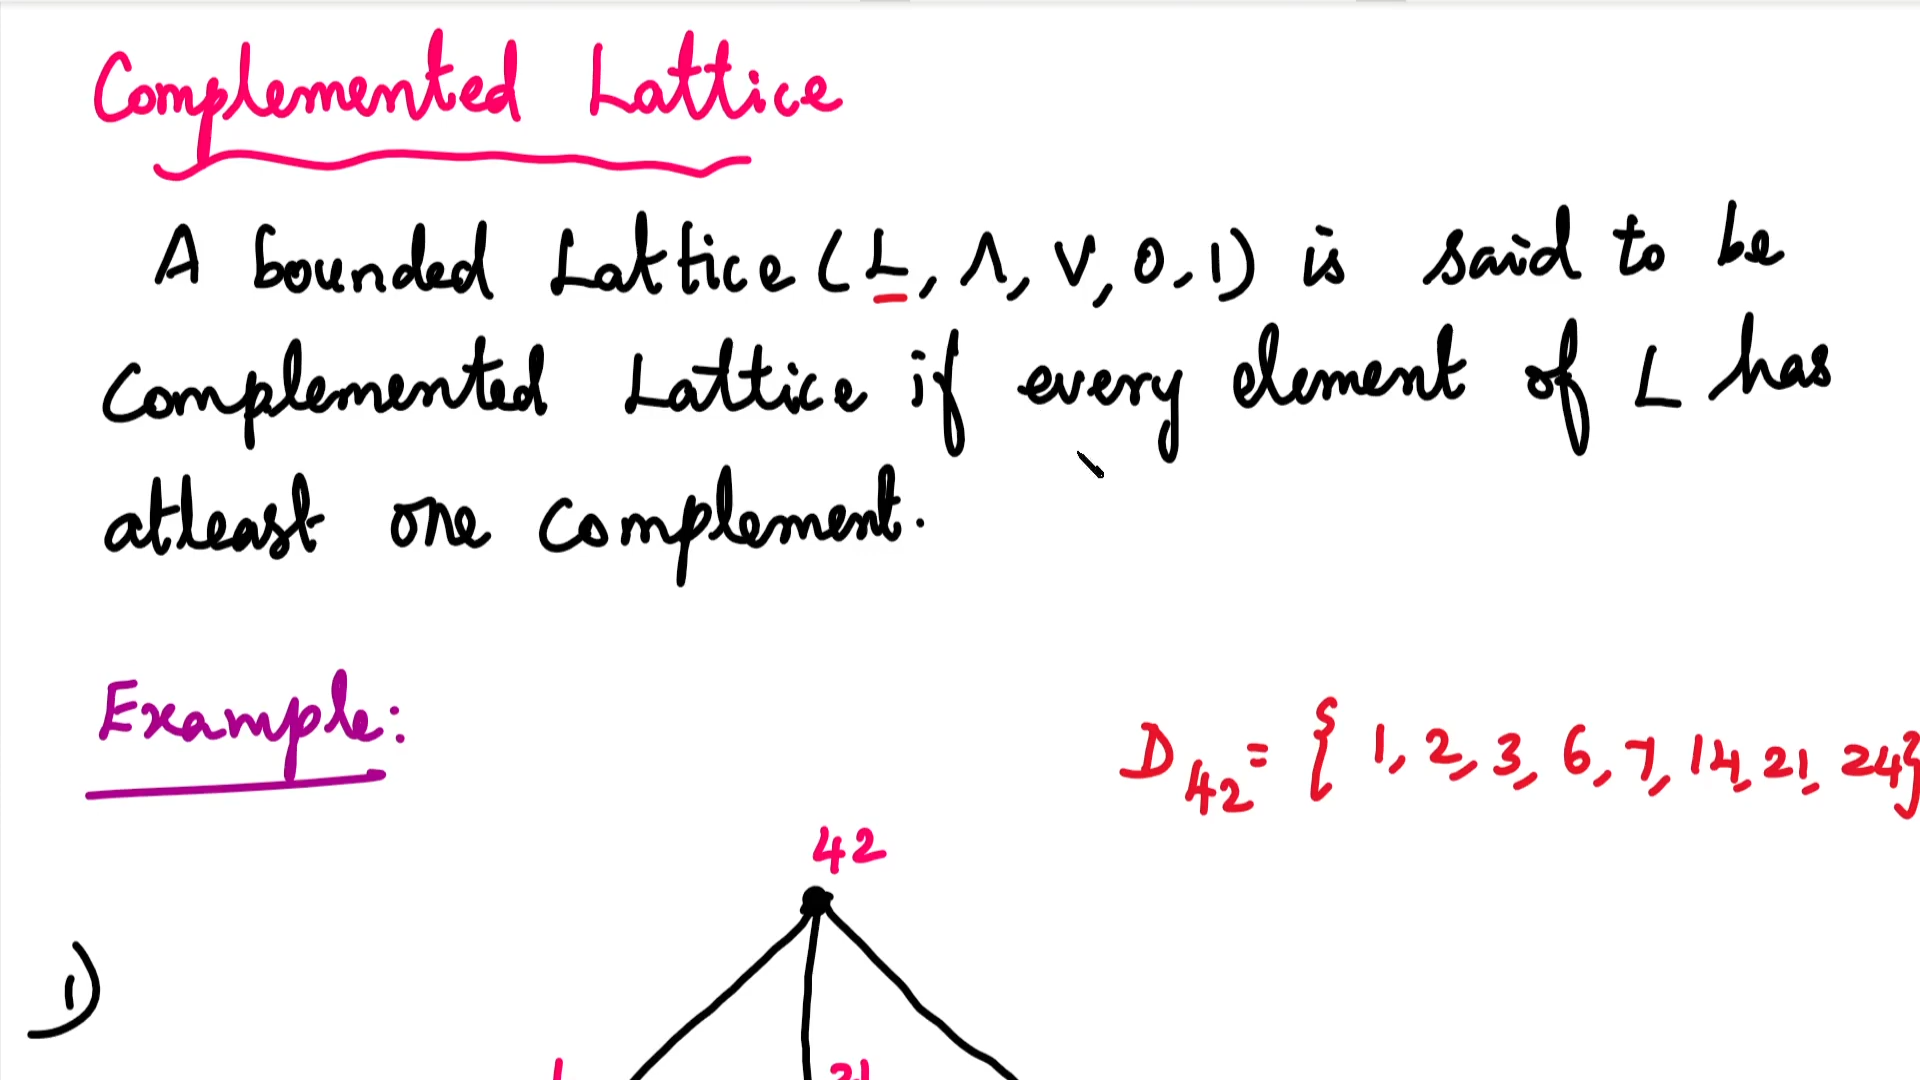 Complemented Lattice
A bounded Lattice (L, Λ, V, 0, 1) is said to be
Complemented Lattice if every element of L has
atleast one complement.
Example:
D42 = { 1, 2, 3, 6, 7, 14, 21, 24}
42
1)
21